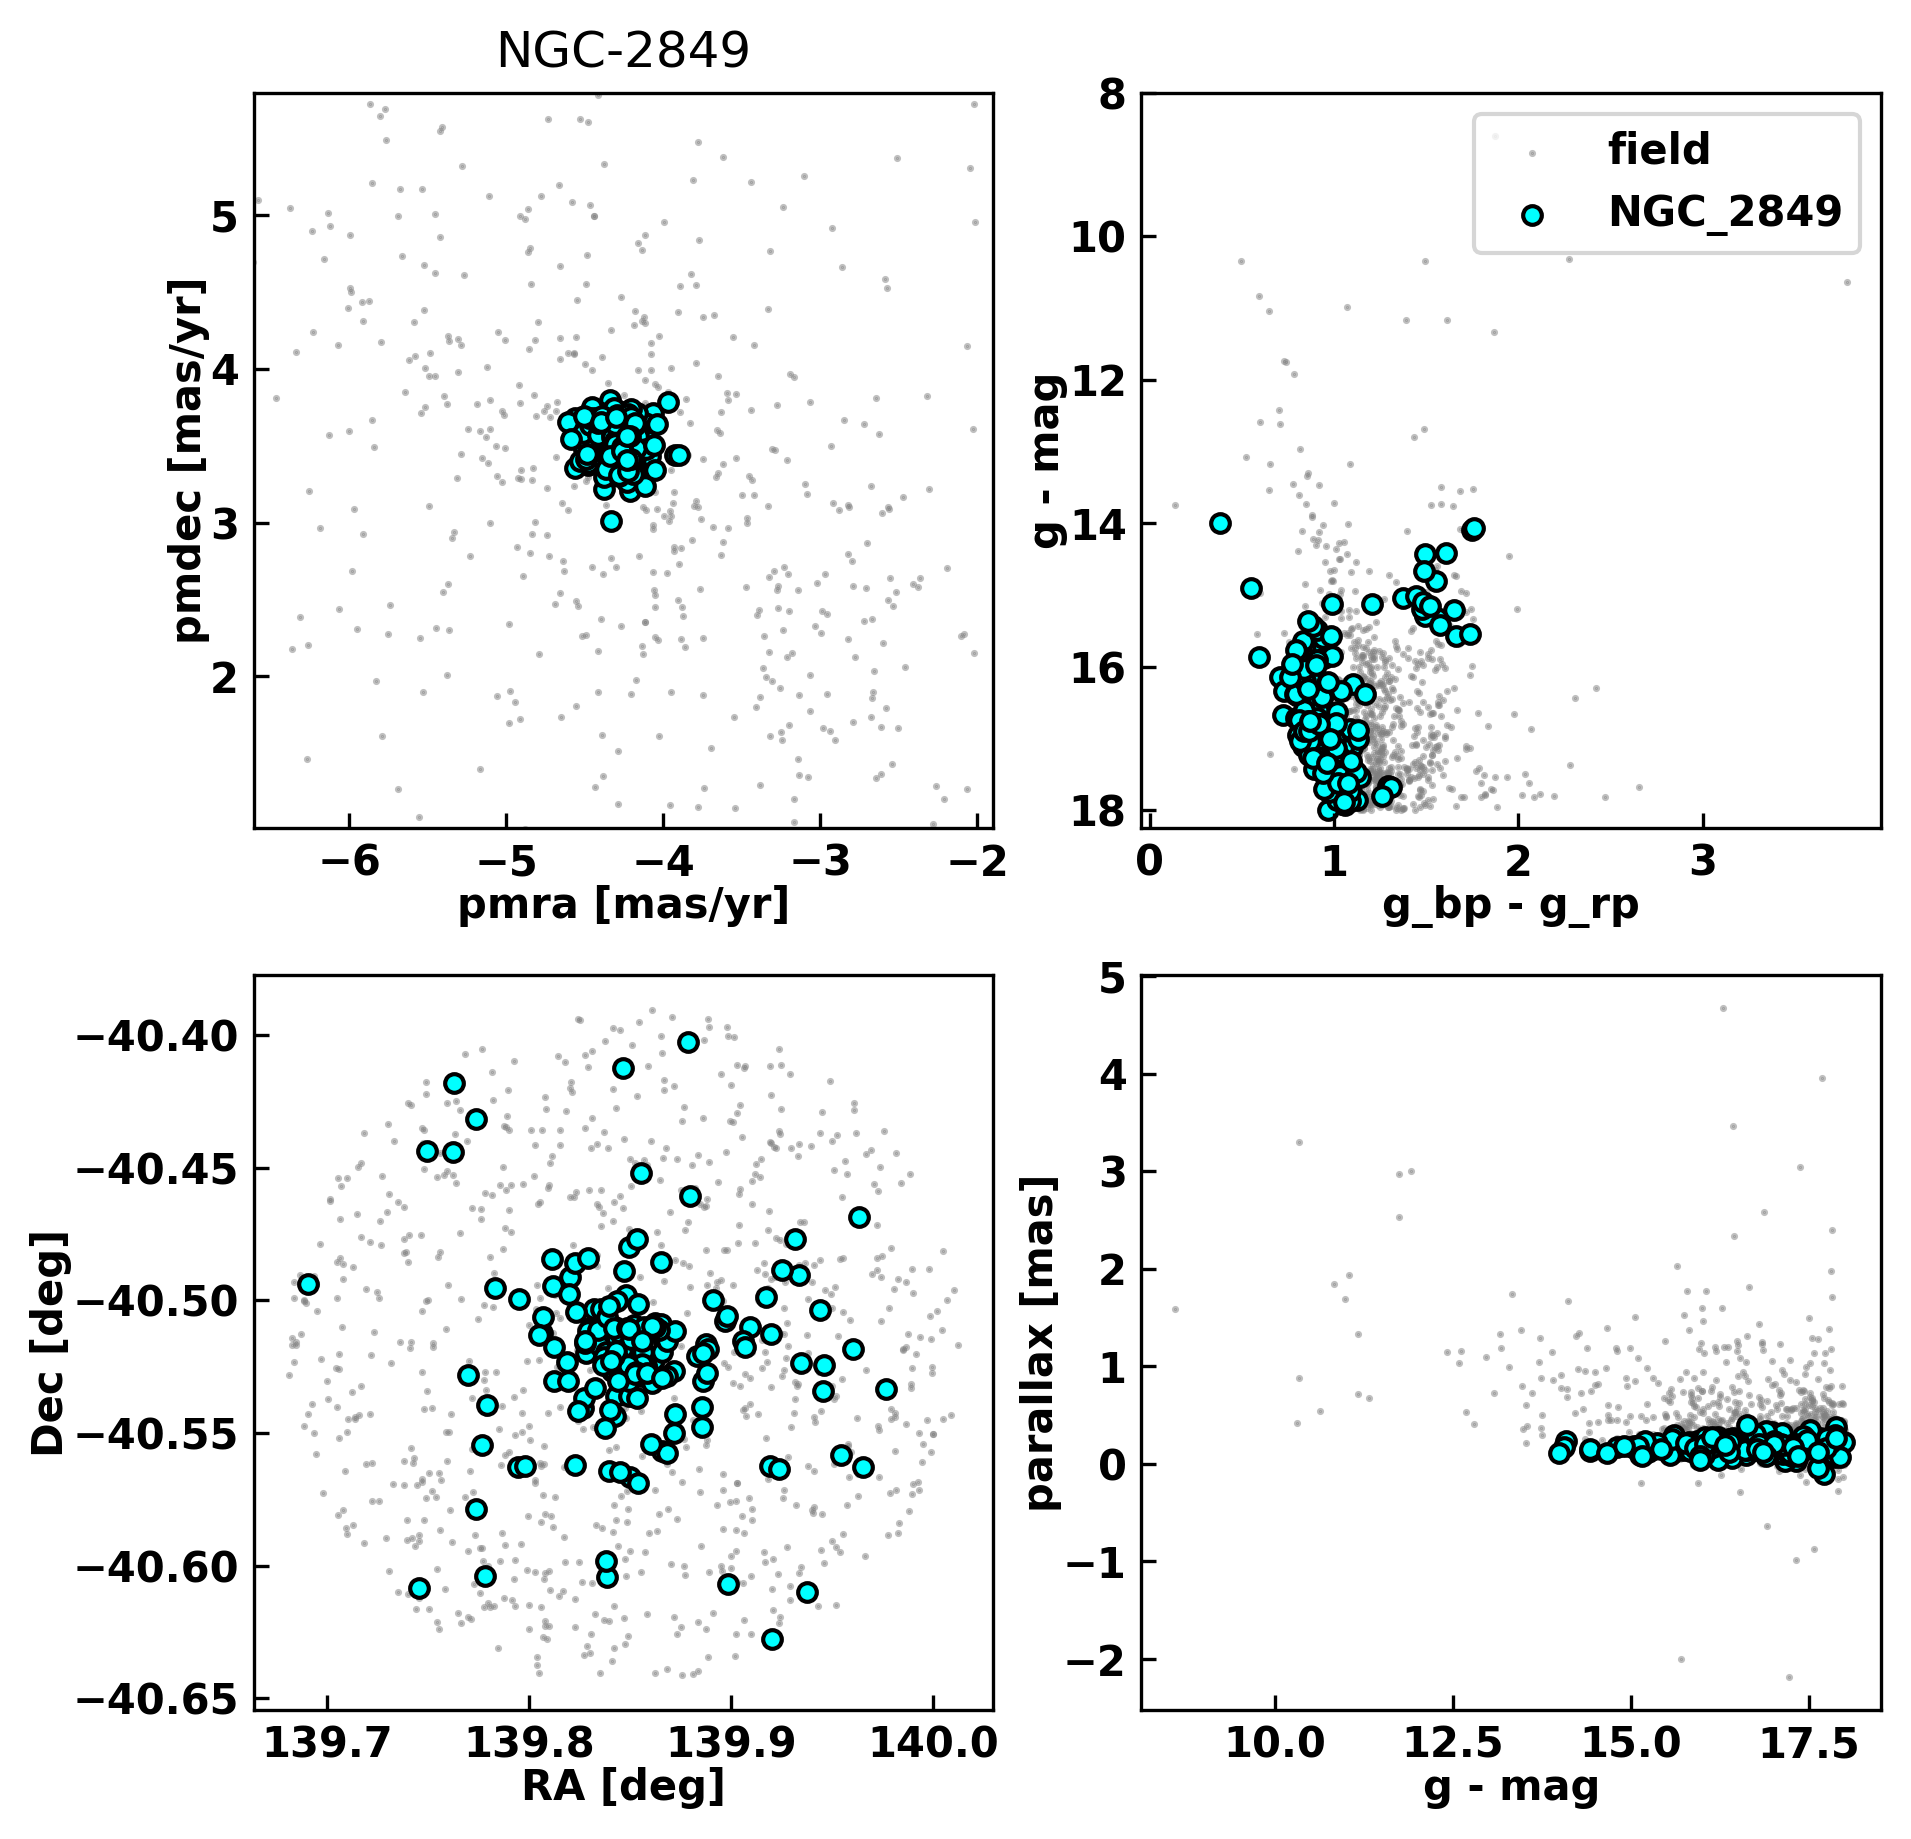 NGC-2849
5
4
3
2
pmdec [mas/yr]
−6 −5 −4 −3 −2
pmra [mas/yr]
8
10
12
14
16
18
g - mag
field
NGC_2849
0 1 2 3
g_bp - g_rp
−40.40
−40.45
−40.50
−40.55
−40.60
−40.65
Dec [deg]
139.7 139.8 139.9 140.0
RA [deg]
5
4
3
2
1
0
−1
−2
parallax [mas]
10.0 12.5 15.0 17.5
g - mag